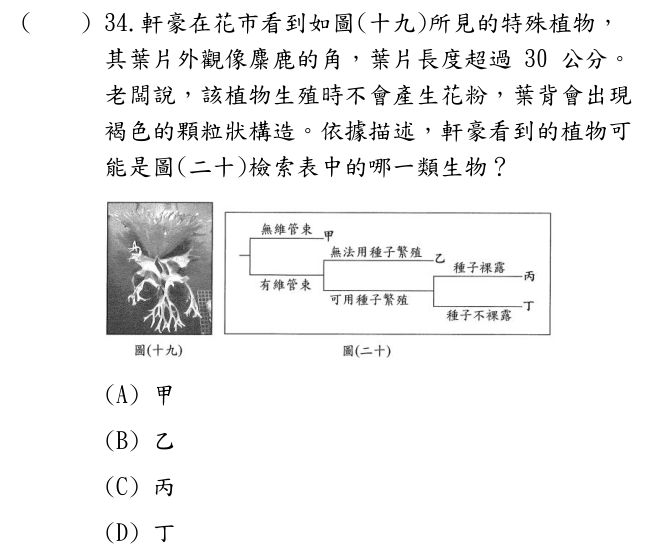 （　　）34.軒豪在花市看到如圖(十九)所見的特殊植物，
其葉片外觀像麋鹿的角，葉片長度超過 30 公分。
老闆說，該植物生殖時不會產生花粉，葉背會出現
褐色的顆粒狀構造。依據描述，軒豪看到的植物可
能是圖(二十)檢索表中的哪一類生物？
無維管束
甲
無法用種子繁殖
乙
種子裸露
丙
有維管束
可用種子繁殖
丁
種子不裸露
圖(十九)
圖(二十)
(A) 甲
(B) 乙
(C) 丙
(D) 丁